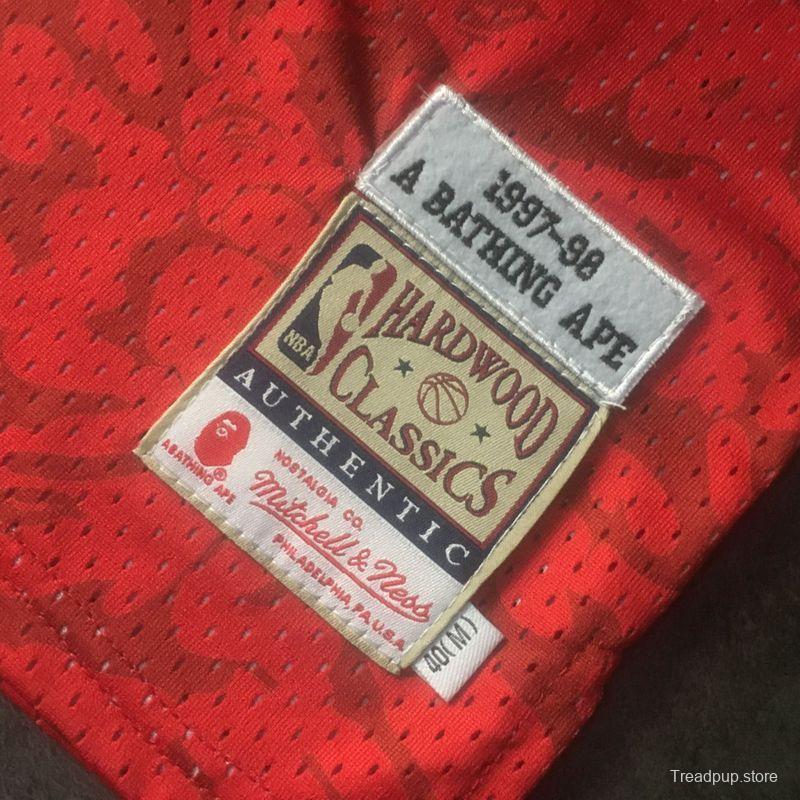 1997-98
A BATHING APE
HARDWOOD
CLASSICS
NBA
AUTHENTIC
A BATHING APE®
NOSTALGIA CO.
Mitchell & Ness
PHILADELPHIA, PA, U.S.A.
40(M)
Treadpup.store